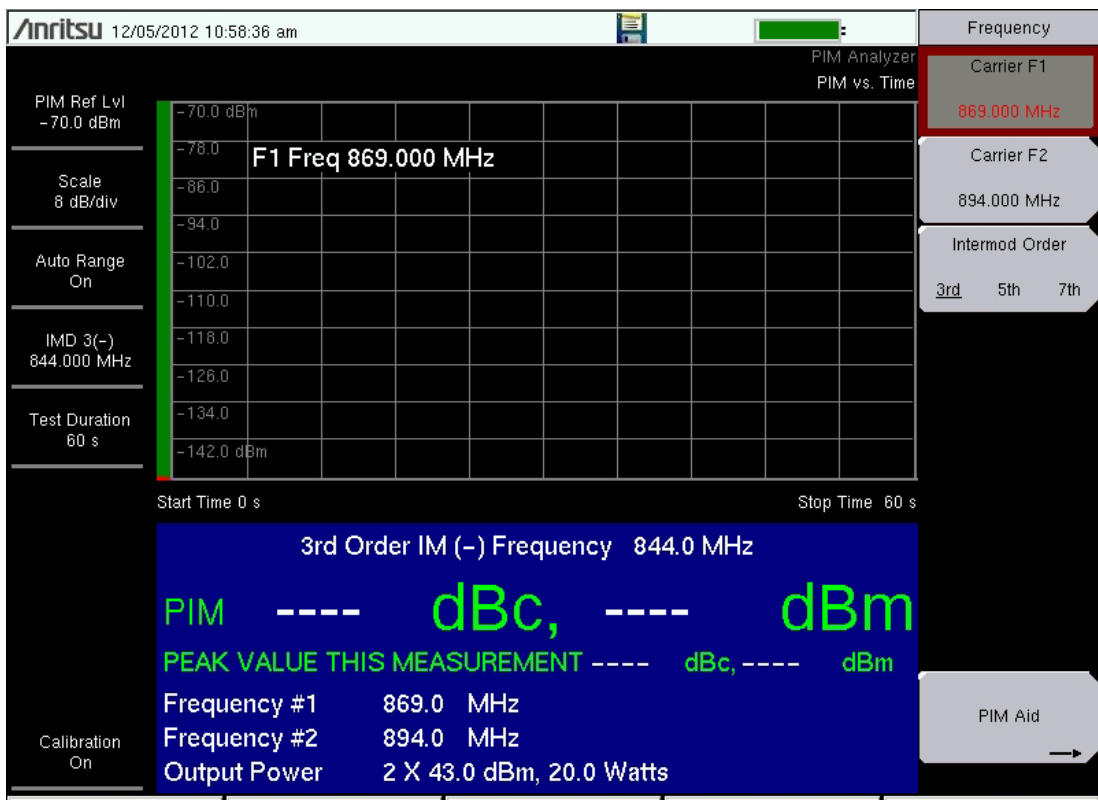 Anritsu 12/05/2012 10:58:36 am
Frequency
PIM Analyzer
PIM vs. Time
Carrier F1
869.000 MHz
Carrier F2
894.000 MHz
Intermod Order
3rd 5th 7th
PIM Aid
PIM Ref Lvl
-70.0 dBm
Scale
8 dB/div
Auto Range
On
IMD 3(-)
844.000 MHz
Test Duration
60 s
Calibration
On
-70.0 dBm
-78.0
F1 Freq 869.000 MHz
-86.0
-94.0
-102.0
-110.0
-118.0
-126.0
-134.0
-142.0 dBm
Start Time 0 s Stop Time 60 s
3rd Order IM (-) Frequency 844.0 MHz
PIM ---- dBc, ---- dBm
PEAK VALUE THIS MEASUREMENT ---- dBc, ---- dBm
Frequency #1 869.0 MHz
Frequency #2 894.0 MHz
Output Power 2 X 43.0 dBm, 20.0 Watts